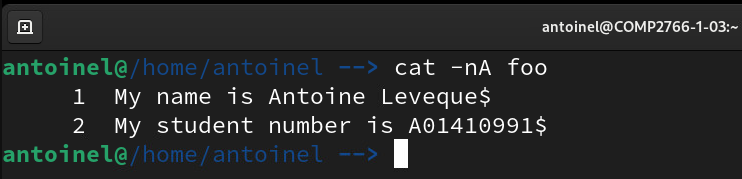 antoinel@COMP2766-1-03:~
antoinel@/home/antoinel --> cat -nA foo
     1  My name is Antoine Leveque$
     2  My student number is A01410991$
antoinel@/home/antoinel -->